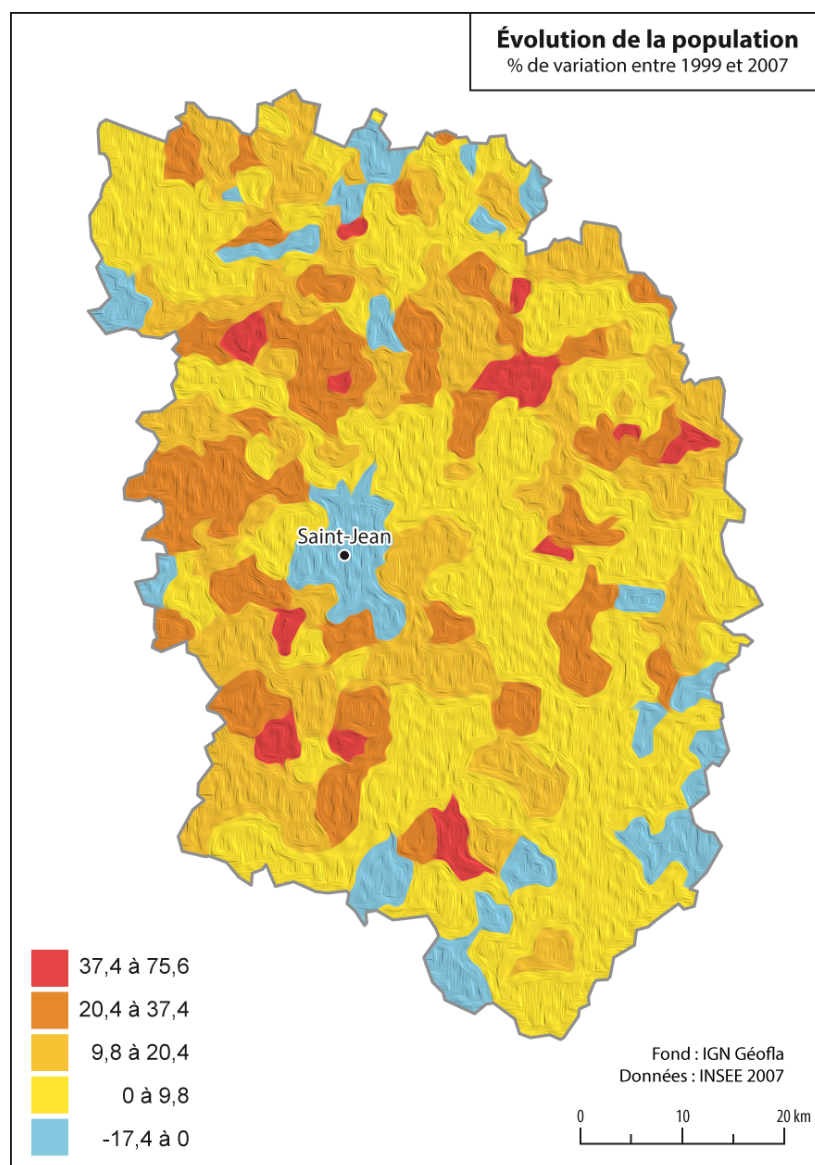 Évolution de la population
% de variation entre 1999 et 2007
Saint-Jean
37,4 à 75,6
20,4 à 37,4
9,8 à 20,4
0 à 9,8
-17,4 à 0
Fond : IGN Géofla
Données : INSEE 2007
0 10 20 km